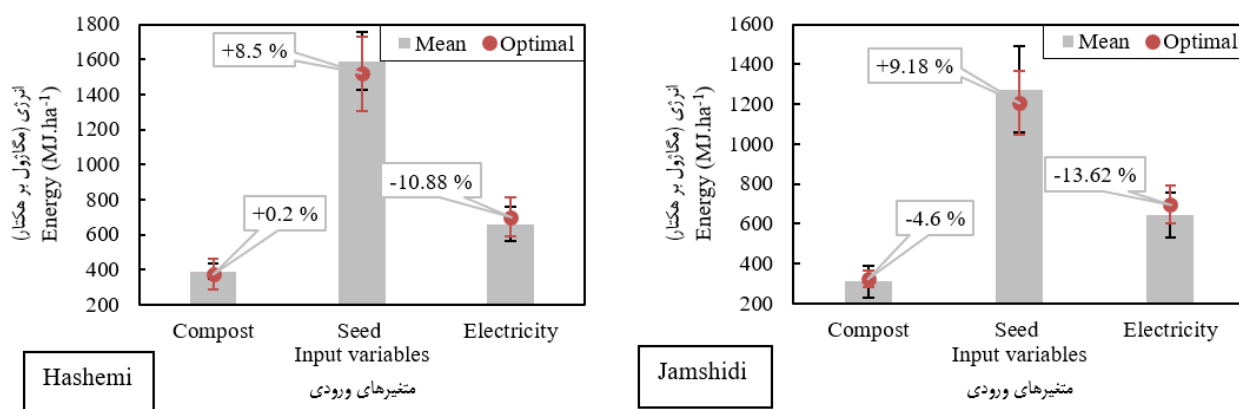 1800
1600
1400
1200
1000
800
600
400
200
انرژی (مگاژول بر هکتار)
Energy (MJ.ha-1)
Mean
Optimal
+8.5 %
-10.88 %
+0.2 %
Compost
Seed
Electricity
Input variables
متغیرهای ورودی
Hashemi
1600
1400
1200
1000
800
600
400
200
انرژی (مگاژول بر هکتار)
Energy (MJ.ha-1)
Mean
Optimal
+9.18 %
-13.62 %
-4.6 %
Compost
Seed
Electricity
Input variables
متغیرهای ورودی
Jamshidi